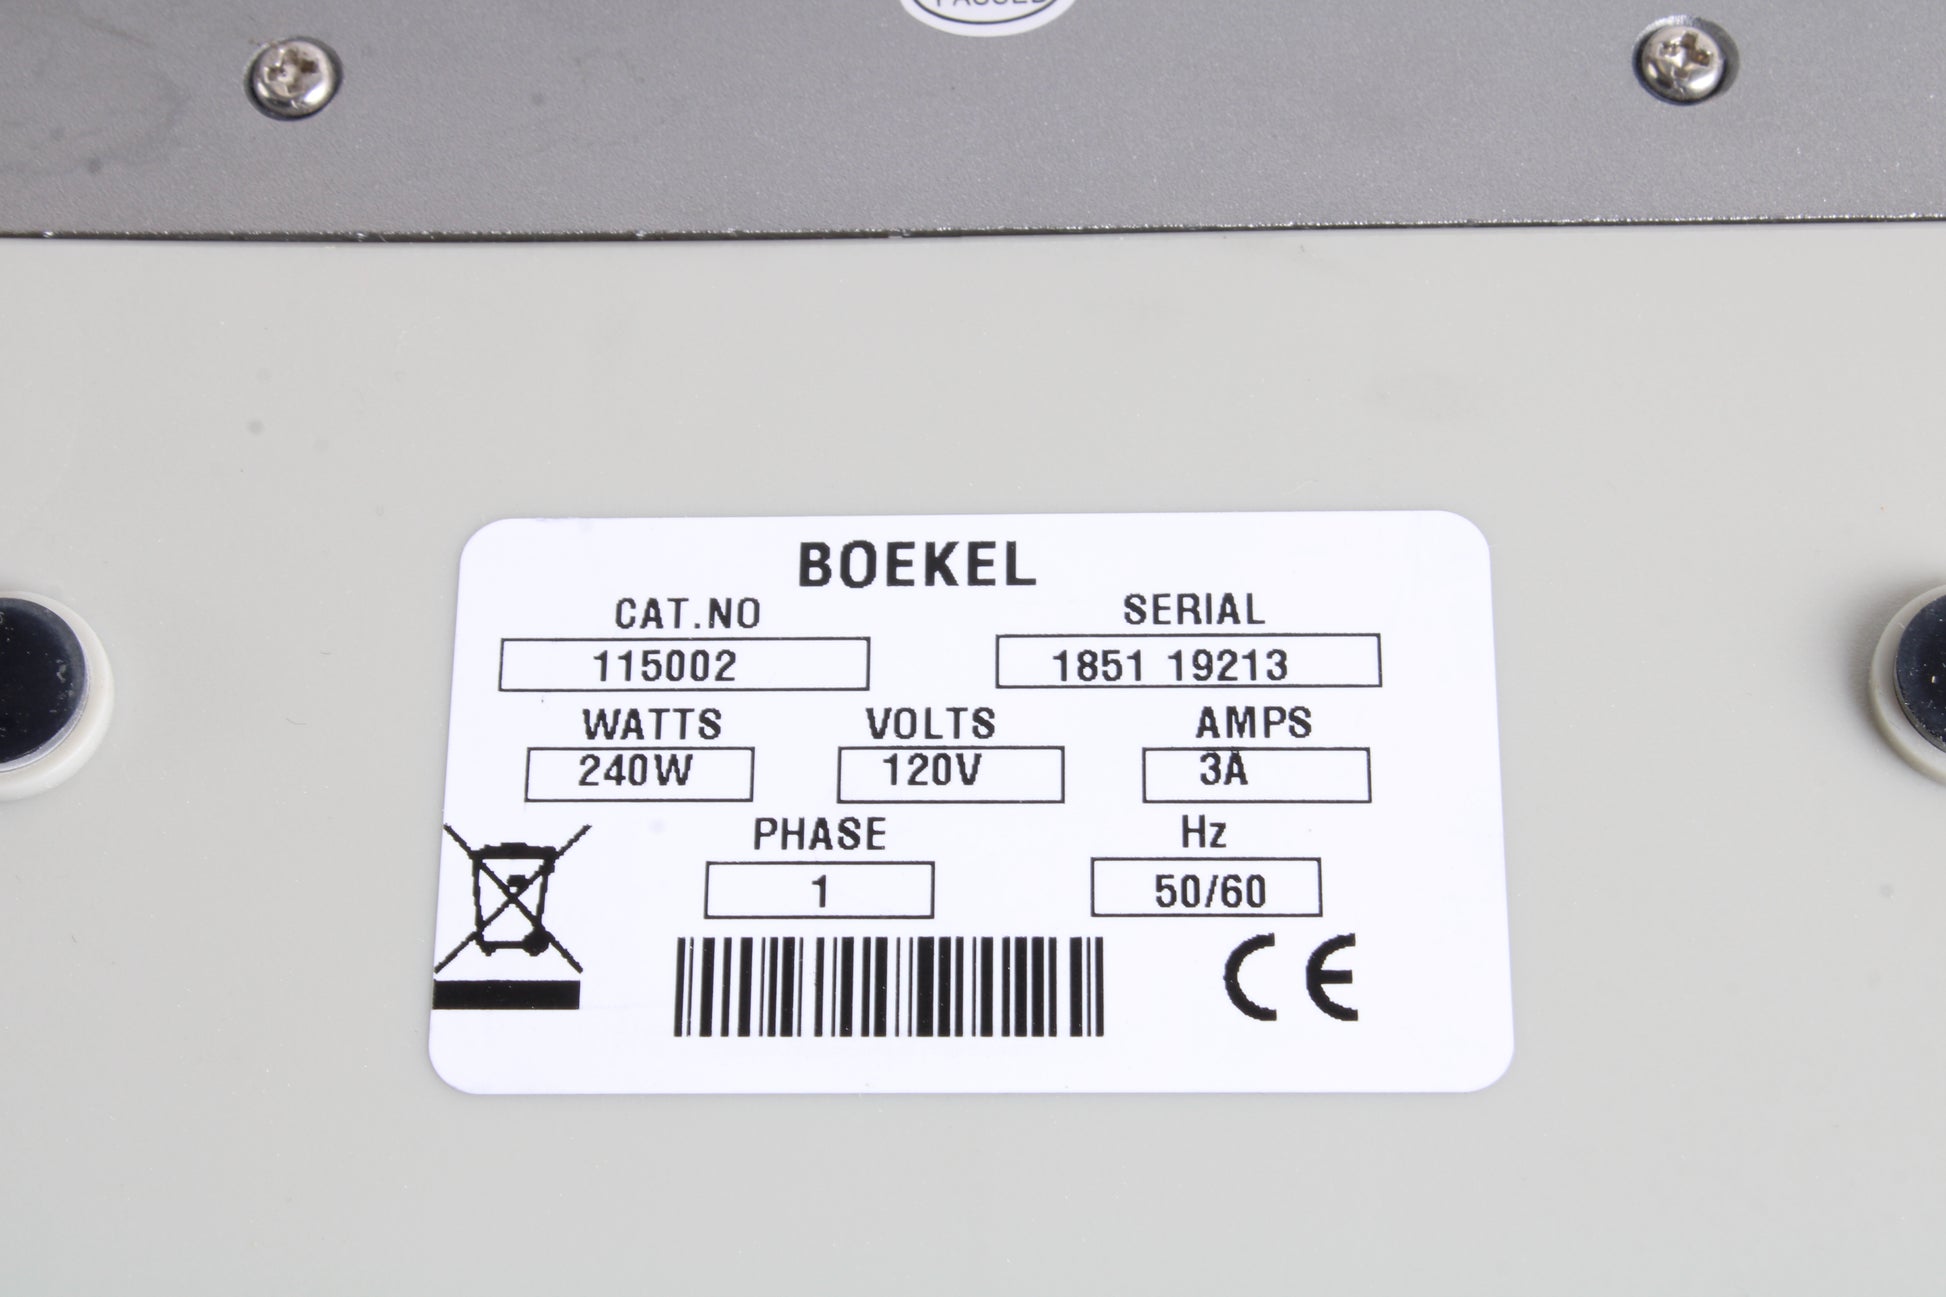 PASSED
BOEKEL
CAT.NO SERIAL
115002 1851 19213
WATTS VOLTS AMPS
240W 120V 3A
PHASE Hz
1 50/60
CE